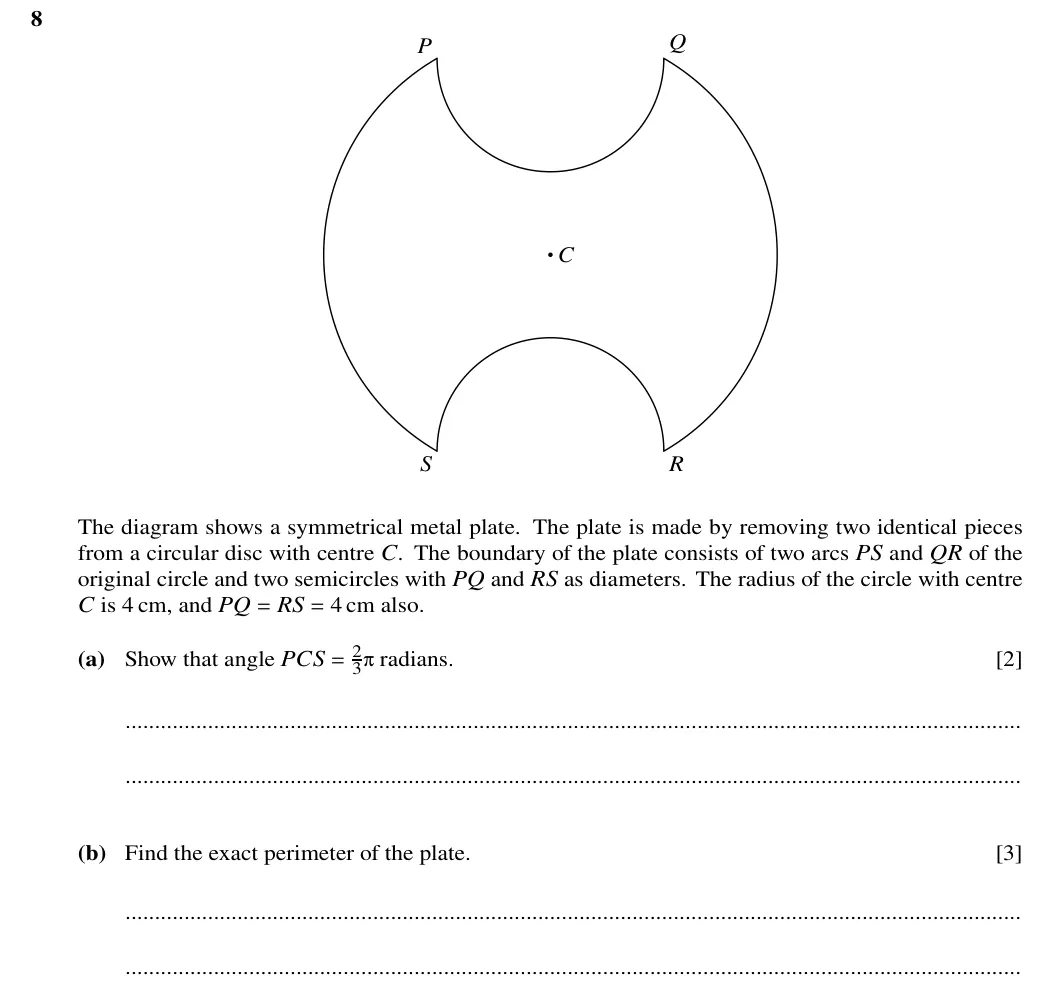 8
P
Q
C
S
R
The diagram shows a symmetrical metal plate. The plate is made by removing two identical pieces
from a circular disc with centre C. The boundary of the plate consists of two arcs PS and QR of the
original circle and two semicircles with PQ and RS as diameters. The radius of the circle with centre
C is 4 cm, and PQ = RS = 4 cm also.
(a) Show that angle PCS = 2/3π radians. [2]
(b) Find the exact perimeter of the plate. [3]